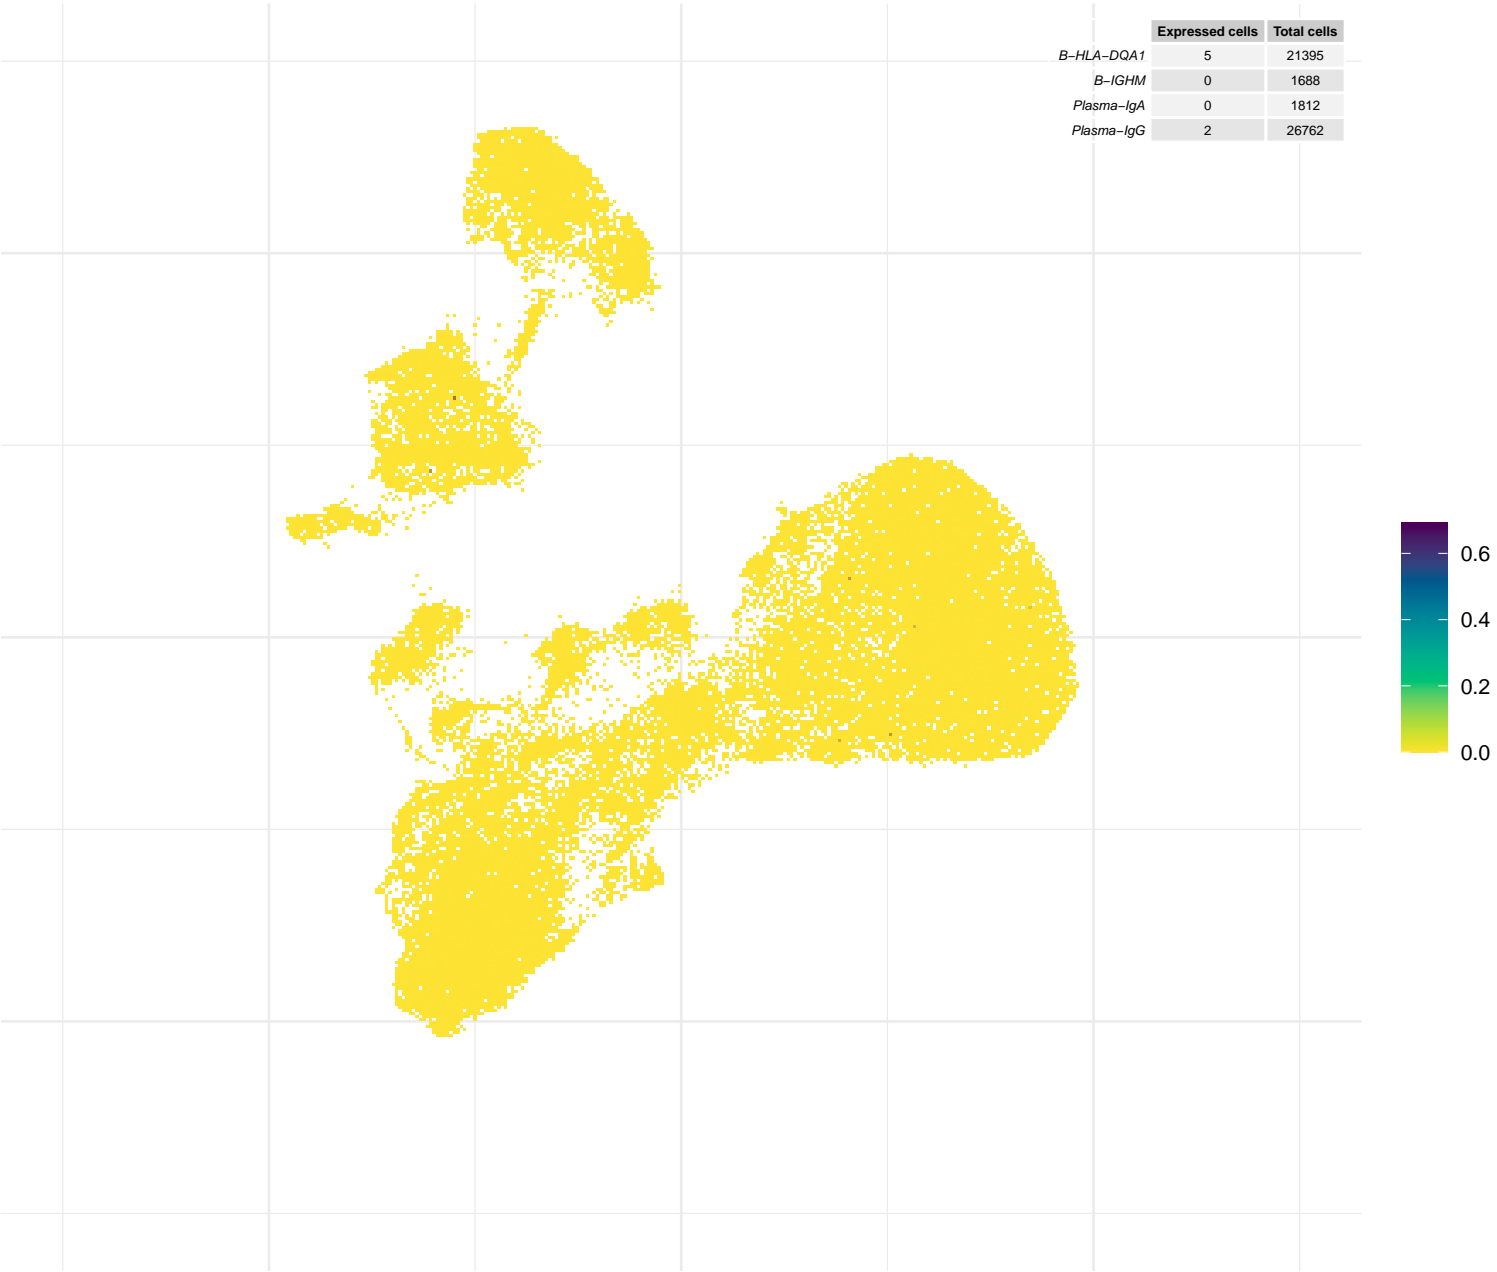 Expressed cells Total cells
B−HLA−DQA1 5 21395
B−IGHM 0 1688
Plasma−IgA 0 1812
Plasma−IgG 2 26762
0.6
0.4
0.2
0.0